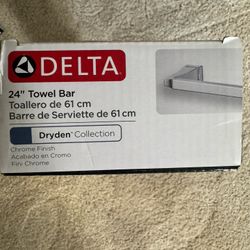 DELTA
24" Towel Bar
Toallero de 61 cm
Barre de Serviette de 61 cm
Dryden™ Collection
Chrome Finish
Acabado en Cromo
Fini Chrome